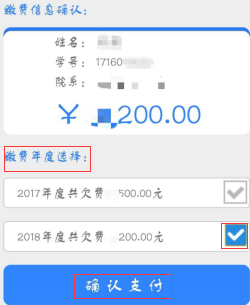 缴费信息确认：
姓名：
学号：17160
院系：
¥ 200.00
缴费年度选择：
2017年度共欠费 500.00元
2018年度共欠费 200.00元
确认支付